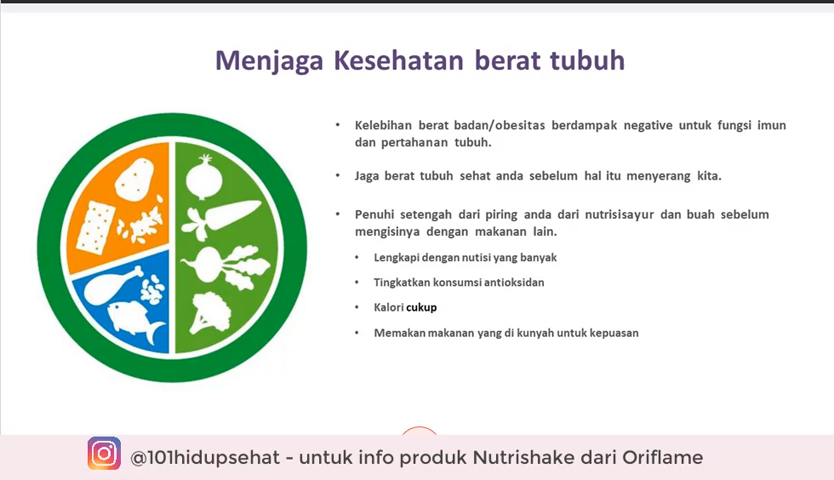 Menjaga Kesehatan berat tubuh
• Kelebihan berat badan/obesitas berdampak negative untuk fungsi imun
dan pertahanan tubuh.
• Jaga berat tubuh sehat anda sebelum hal itu menyerang kita.
• Penuhi setengah dari piring anda dari nutrisisayur dan buah sebelum
mengisinya dengan makanan lain.
• Lengkapi dengan nutisi yang banyak
• Tingkatkan konsumsi antioksidan
• Kalori cukup
• Memakan makanan yang di kunyah untuk kepuasan
@101hidupsehat - untuk info produk Nutrishake dari Oriflame